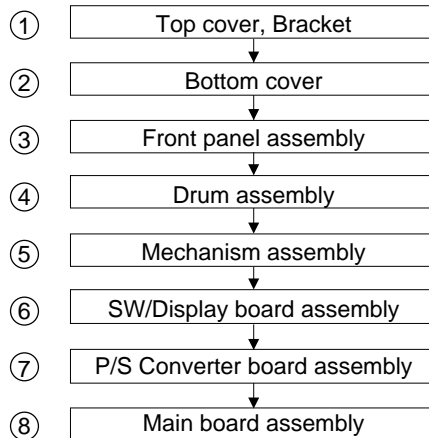 ① Top cover, Bracket
② Bottom cover
③ Front panel assembly
④ Drum assembly
⑤ Mechanism assembly
⑥ SW/Display board assembly
⑦ P/S Converter board assembly
⑧ Main board assembly